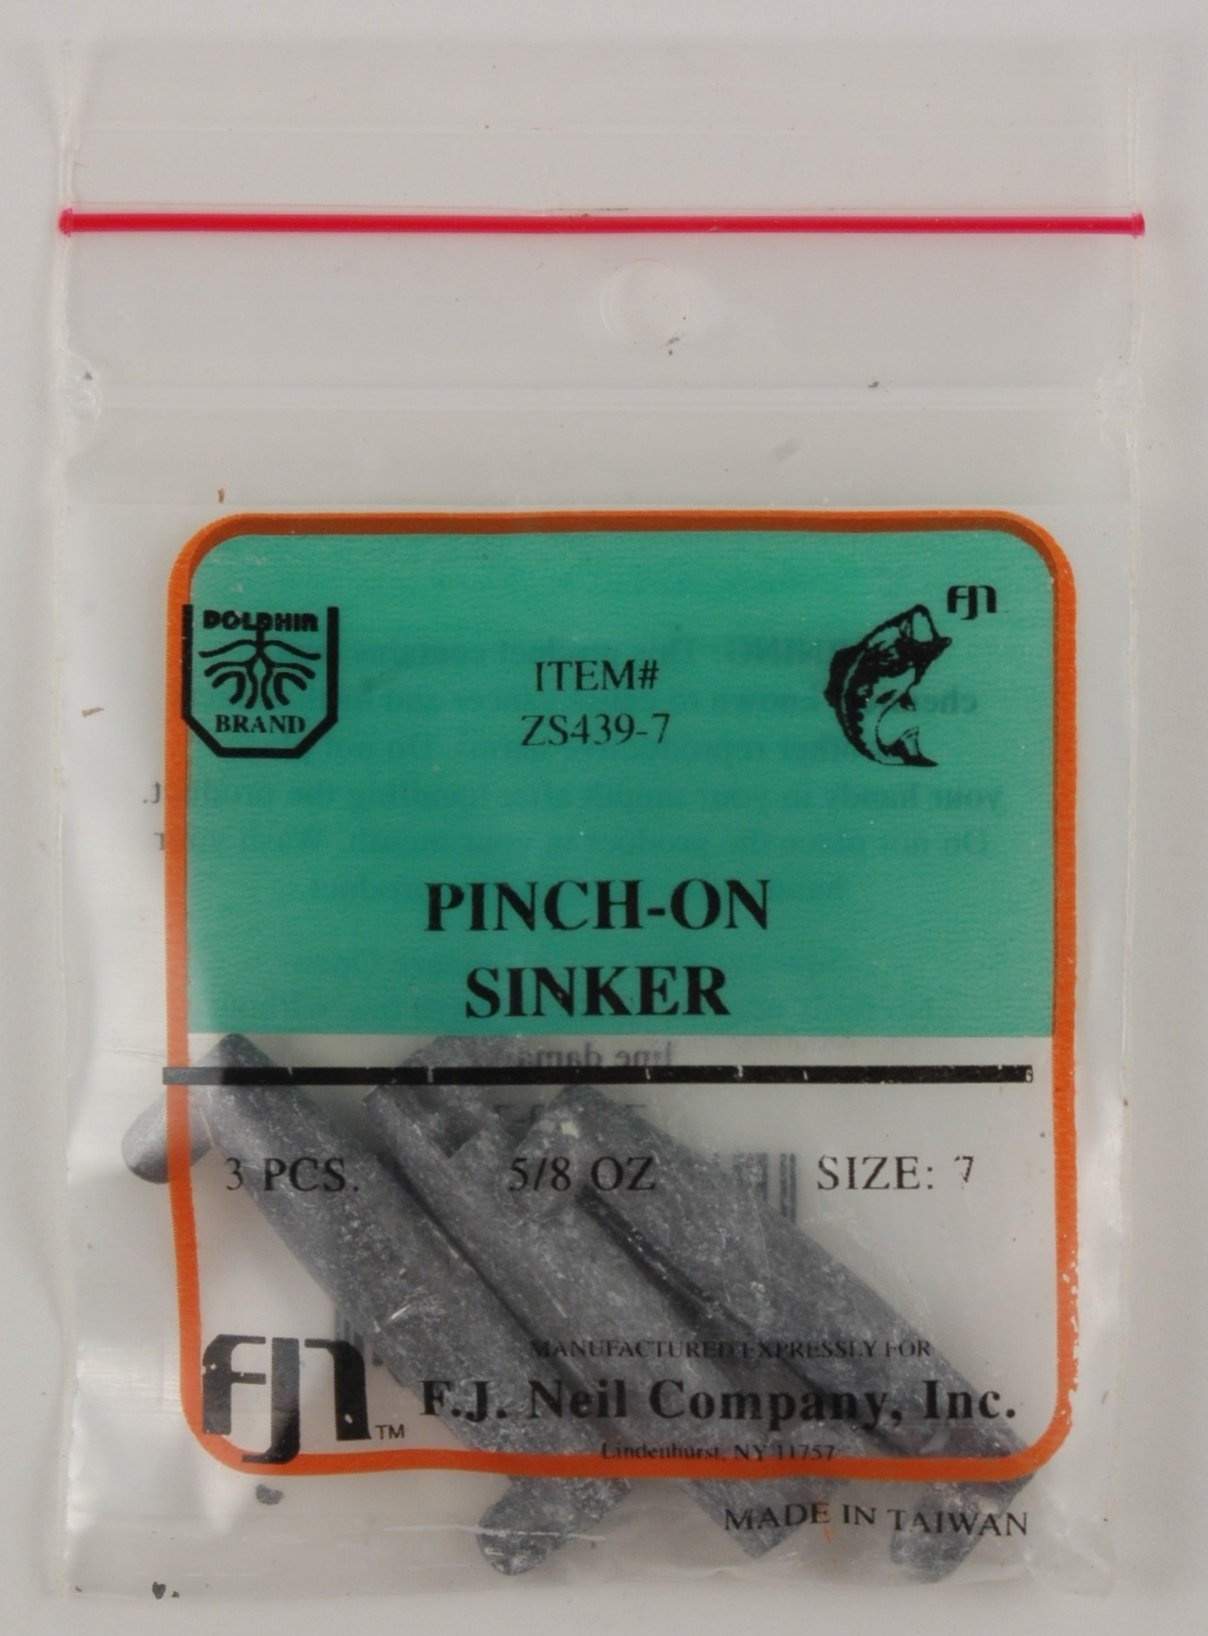 DOLPHIN
BRAND
FJN
ITEM#
ZS439-7
PINCH-ON
SINKER
3 PCS.
5/8 OZ
SIZE: 7
MANUFACTURED EXPRESSLY FOR
FJN TM
F.J. Neil Company, Inc.
Lindenhurst, NY 11757
MADE IN TAIWAN